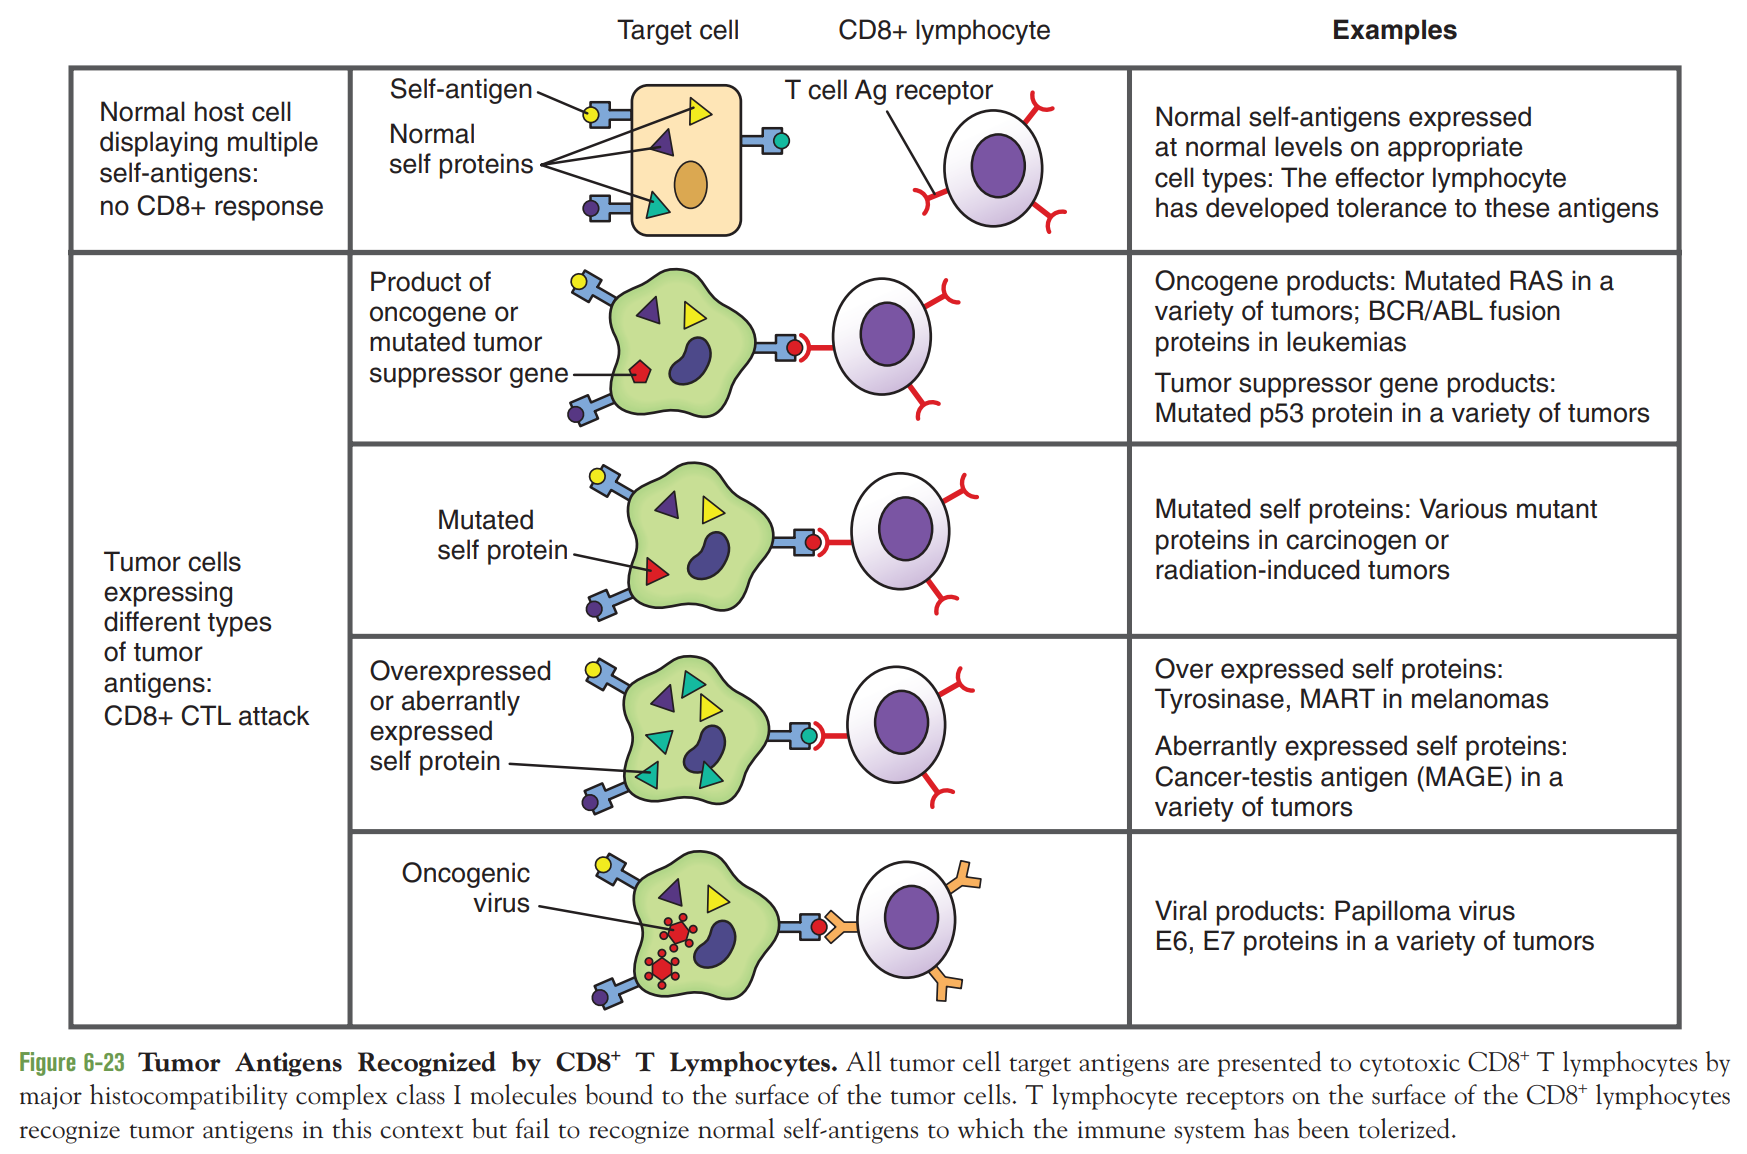 Target cell
CD8+ lymphocyte
Examples
Normal host cell
displaying multiple
self-antigens:
no CD8+ response
Self-antigen
Normal
self proteins
T cell Ag receptor
Normal self-antigens expressed
at normal levels on appropriate
cell types: The effector lymphocyte
has developed tolerance to these antigens
Tumor cells
expressing
different types
of tumor
antigens:
CD8+ CTL attack
Product of
oncogene or
mutated tumor
suppressor gene
Oncogene products: Mutated RAS in a
variety of tumors; BCR/ABL fusion
proteins in leukemias
Tumor suppressor gene products:
Mutated p53 protein in a variety of tumors
Mutated
self protein
Mutated self proteins: Various mutant
proteins in carcinogen or
radiation-induced tumors
Overexpressed
or aberrantly
expressed
self protein
Over expressed self proteins:
Tyrosinase, MART in melanomas
Aberrantly expressed self proteins:
Cancer-testis antigen (MAGE) in a
variety of tumors
Oncogenic
virus
Viral products: Papilloma virus
E6, E7 proteins in a variety of tumors
Figure 6-23 Tumor Antigens Recognized by CD8⁺ T Lymphocytes. All tumor cell target antigens are presented to cytotoxic CD8⁺ T lymphocytes by
major histocompatibility complex class I molecules bound to the surface of the tumor cells. T lymphocyte receptors on the surface of the CD8⁺ lymphocytes
recognize tumor antigens in this context but fail to recognize normal self-antigens to which the immune system has been tolerized.